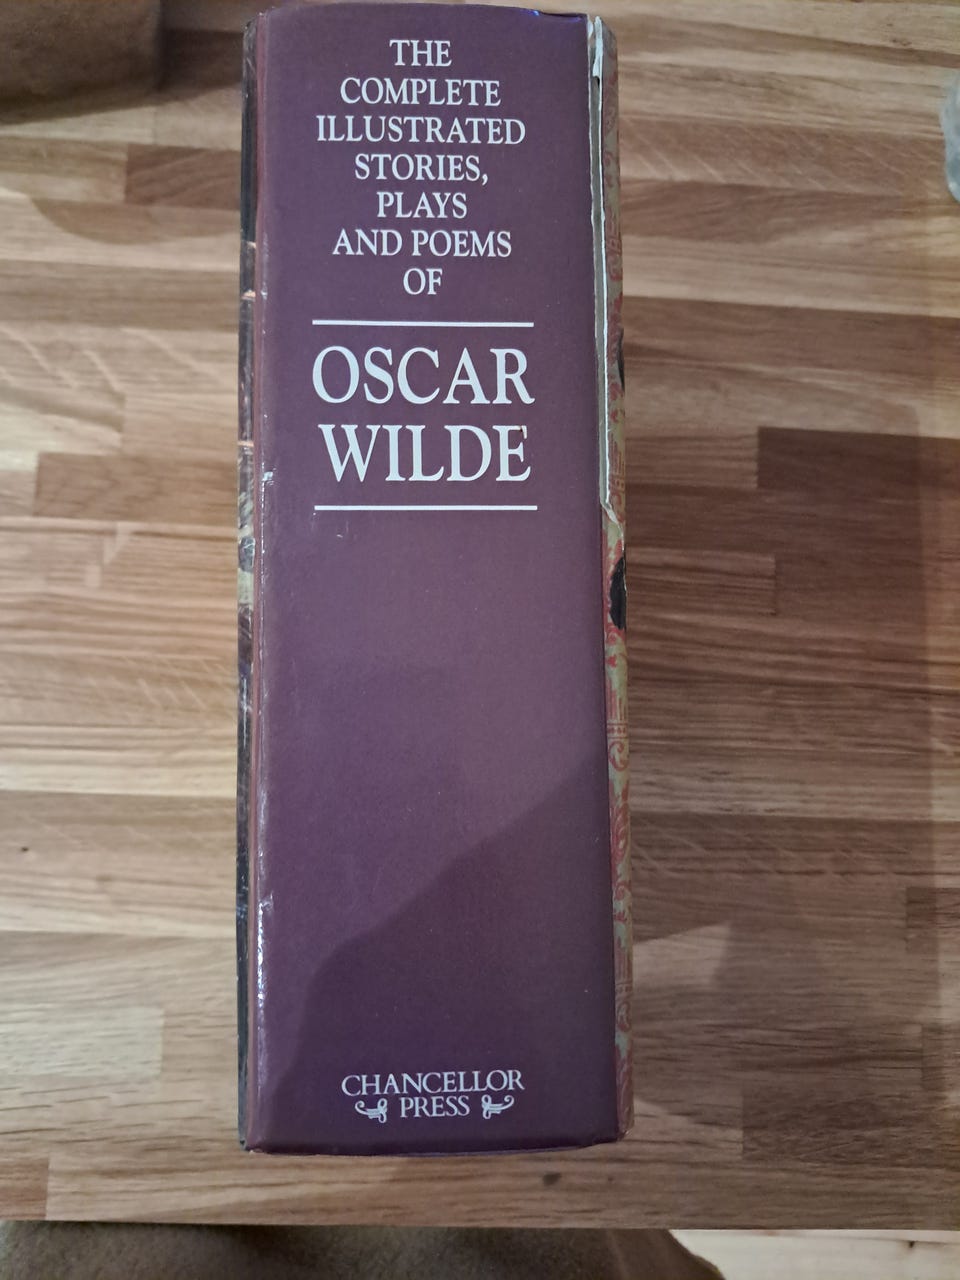 THE
COMPLETE
ILLUSTRATED
STORIES,
PLAYS
AND POEMS
OF
OSCAR
WILDE
CHANCELLOR
PRESS